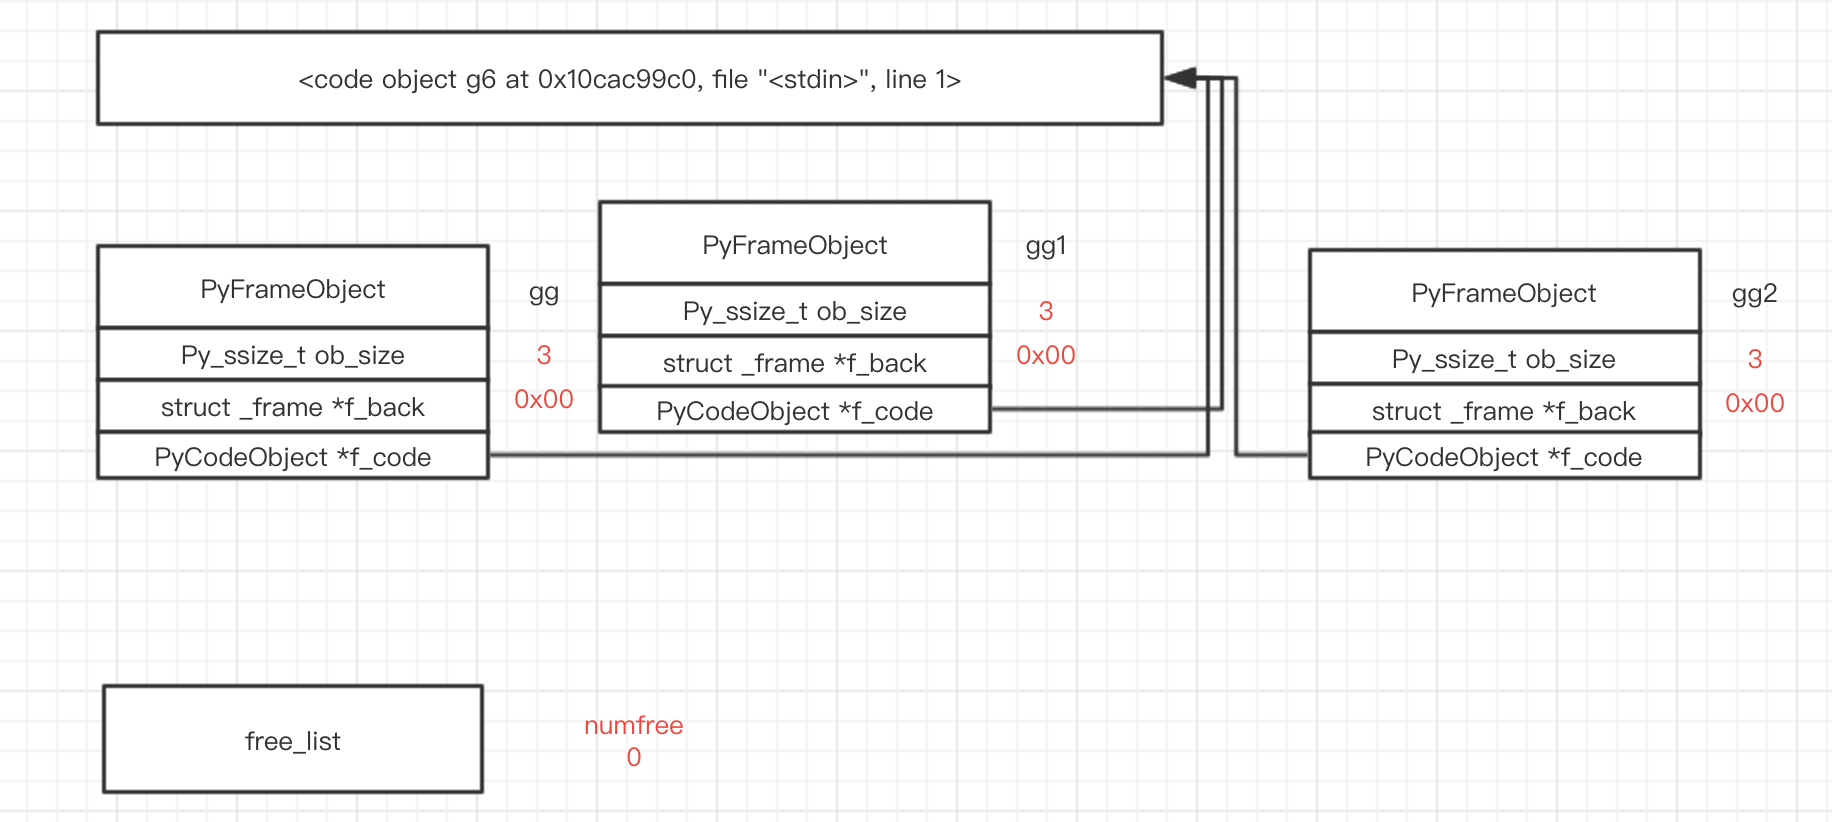 <code object g6 at 0x10cac99c0, file "<stdin>", line 1>
PyFrameObject
gg
Py_ssize_t ob_size
3
struct _frame *f_back
0x00
PyCodeObject *f_code
PyFrameObject
gg1
Py_ssize_t ob_size
3
struct _frame *f_back
0x00
PyCodeObject *f_code
PyFrameObject
gg2
Py_ssize_t ob_size
3
struct _frame *f_back
0x00
PyCodeObject *f_code
free_list
numfree
0